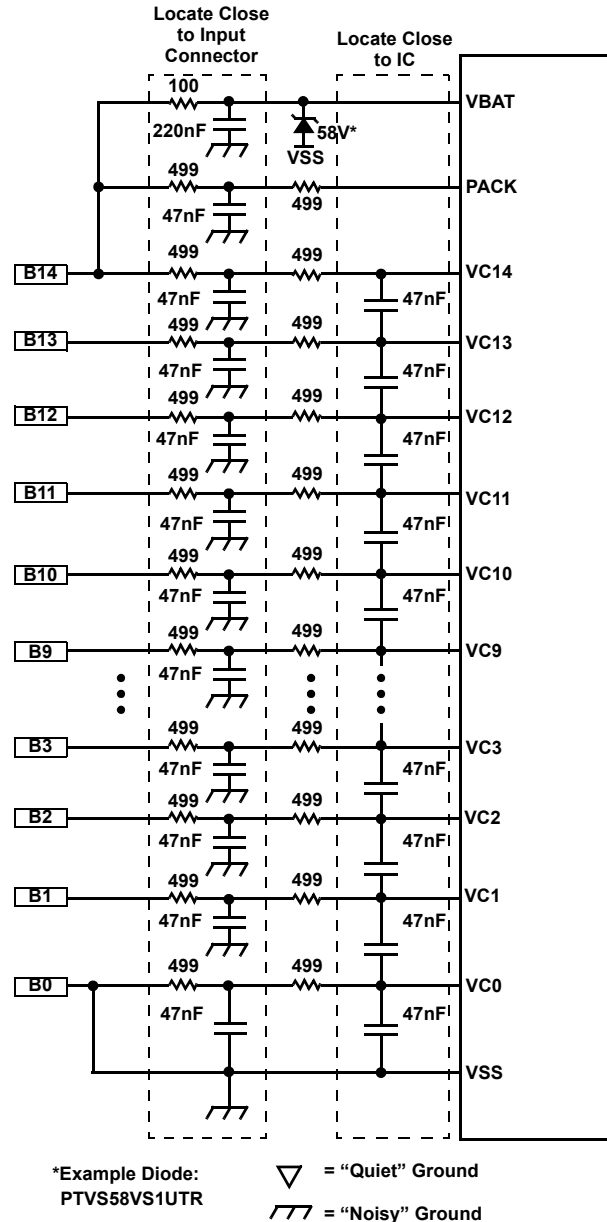 Locate Close
to Input
Connector
Locate Close
to IC
100
VBAT
220nF
58V*
VSS
499
PACK
47nF
499
B14
499
499
VC14
47nF
47nF
B13
499
499
VC13
47nF
47nF
B12
499
499
VC12
47nF
47nF
B11
499
499
VC11
47nF
47nF
B10
499
499
VC10
47nF
47nF
B9
499
499
VC9
47nF
B3
499
499
VC3
47nF
47nF
B2
499
499
VC2
47nF
47nF
B1
499
499
VC1
47nF
47nF
B0
499
499
VC0
47nF
47nF
VSS
*Example Diode:
PTVS58VS1UTR
= “Quiet” Ground
= “Noisy” Ground